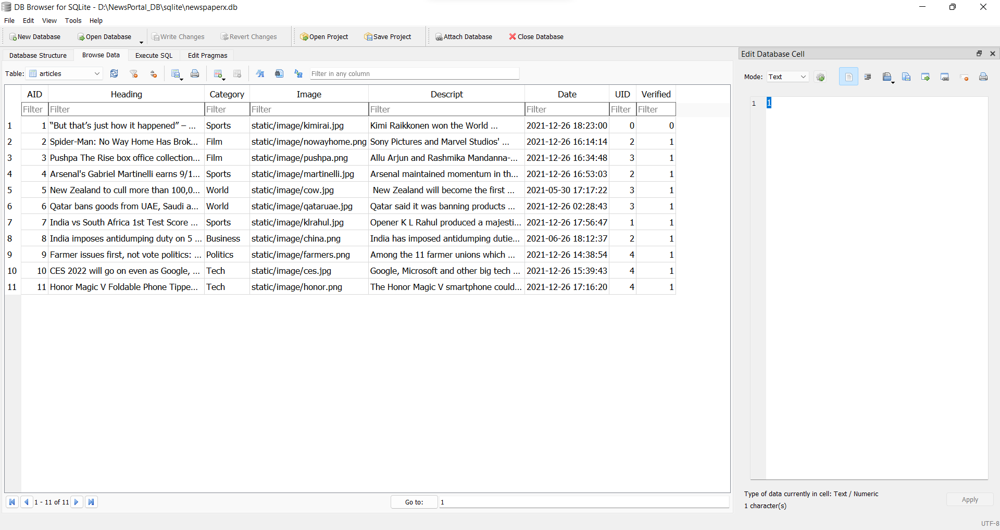 DB Browser for SQLite - D:\NewsPortal_DB\sqlite\newspaperx.db
File Edit View Tools Help
New Database Open Database Write Changes Revert Changes Open Project Save Project Attach Database Close Database
Database Structure Browse Data Execute SQL Edit Pragmas
Table: articles Filter in any column
AID Heading Category Image Descript Date UID Verified
Filter Filter Filter Filter Filter Filter Filter Filter
1 1 “But that’s just how it happened” – ... Sports static/image/kimirai.jpg Kimi Raikkonen won the World ... 2021-12-26 18:23:00 0 0
2 2 Spider-Man: No Way Home Has Brok... Film static/image/nowayhome.png Sony Pictures and Marvel Studios' ... 2021-12-26 16:14:14 2 1
3 3 Pushpa The Rise box office collection... Film static/image/pushpa.png Allu Arjun and Rashmika Mandanna-... 2021-12-26 16:34:48 3 1
4 4 Arsenal's Gabriel Martinelli earns 9/1... Sports static/image/martinelli.jpg Arsenal maintained momentum in th... 2021-12-26 16:53:03 2 1
5 5 New Zealand to cull more than 100,0... World static/image/cow.jpg New Zealand will become the first ... 2021-05-30 17:17:22 3 1
6 6 Qatar bans goods from UAE, Saudi a... World static/image/qataruae.jpg Qatar said it was banning products ... 2021-12-26 02:28:43 3 1
7 7 India vs South Africa 1st Test Score ... Sports static/image/klrahul.jpg Opener K L Rahul produced a majesti... 2021-12-26 17:56:47 1 1
8 8 India imposes antidumping duty on 5 ... Business static/image/china.png India has imposed antidumping dutie... 2021-06-26 18:12:37 2 1
9 9 Farmer issues first, not vote politics: ... Politics static/image/farmers.png Among the 11 farmer unions which ... 2021-12-26 14:38:54 4 1
10 10 CES 2022 will go on even as Google, ... Tech static/image/ces.jpg Google, Microsoft and other big tech ... 2021-12-26 15:39:43 4 1
11 11 Honor Magic V Foldable Phone Tippe... Tech static/image/honor.png The Honor Magic V smartphone could... 2021-12-26 17:16:20 4 1
1 - 11 of 11 Go to: 1
Edit Database Cell
Mode: Text
1 1
Type of data currently in cell: Text / Numeric
1 character(s)
Apply
UTF-8